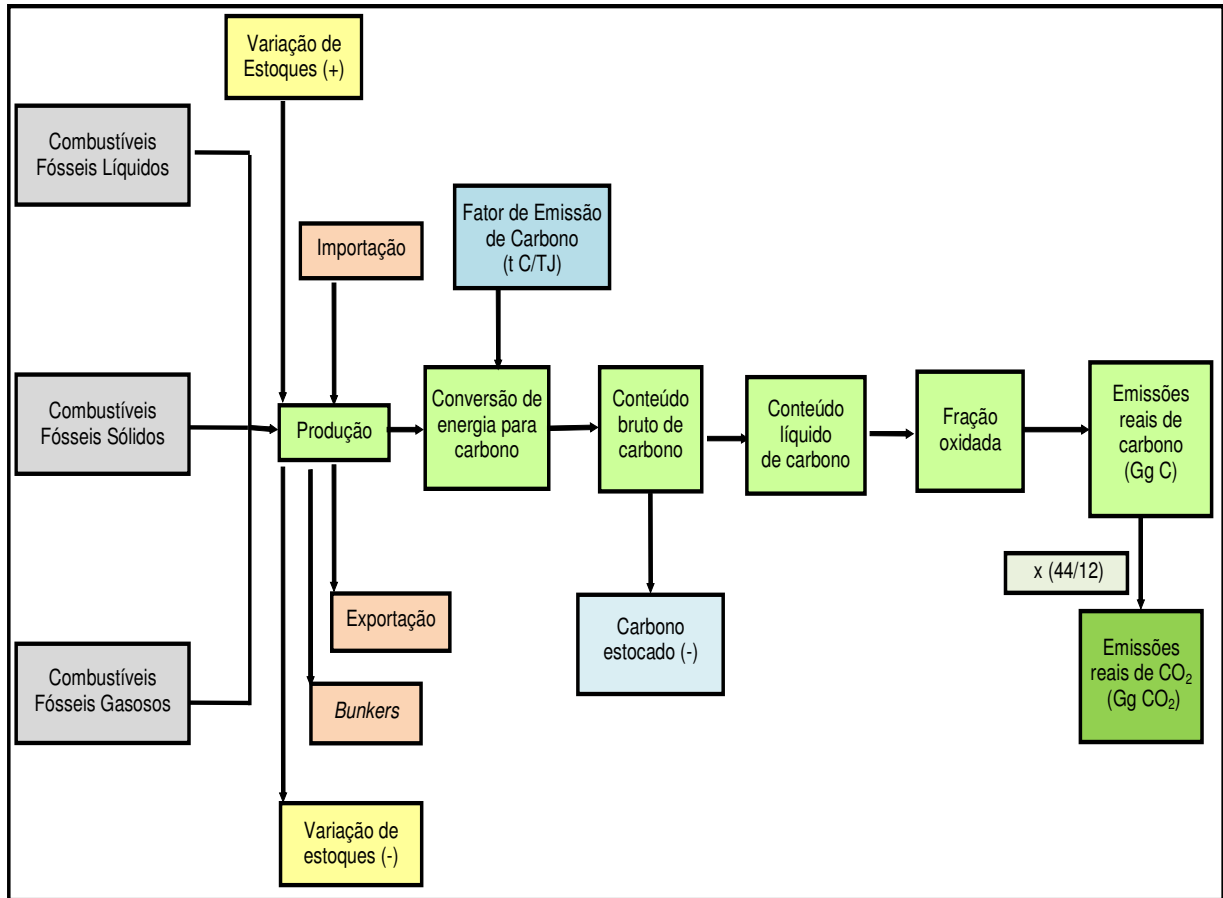 Variação de
Estoques (+)
Combustíveis
Fósseis Líquidos
Importação
Fator de Emissão
de Carbono
(t C/TJ)
Combustíveis
Fósseis Sólidos
Produção
Conversão de
energia para
carbono
Conteúdo
bruto de
carbono
Conteúdo
líquido
de carbono
Fração
oxidada
Emissões
reais de
carbono
(Gg C)
x (44/12)
Exportação
Carbono
estocado (-)
Emissões
reais de CO₂
(Gg CO₂)
Combustíveis
Fósseis Gasosos
Bunkers
Variação de
estoques (-)